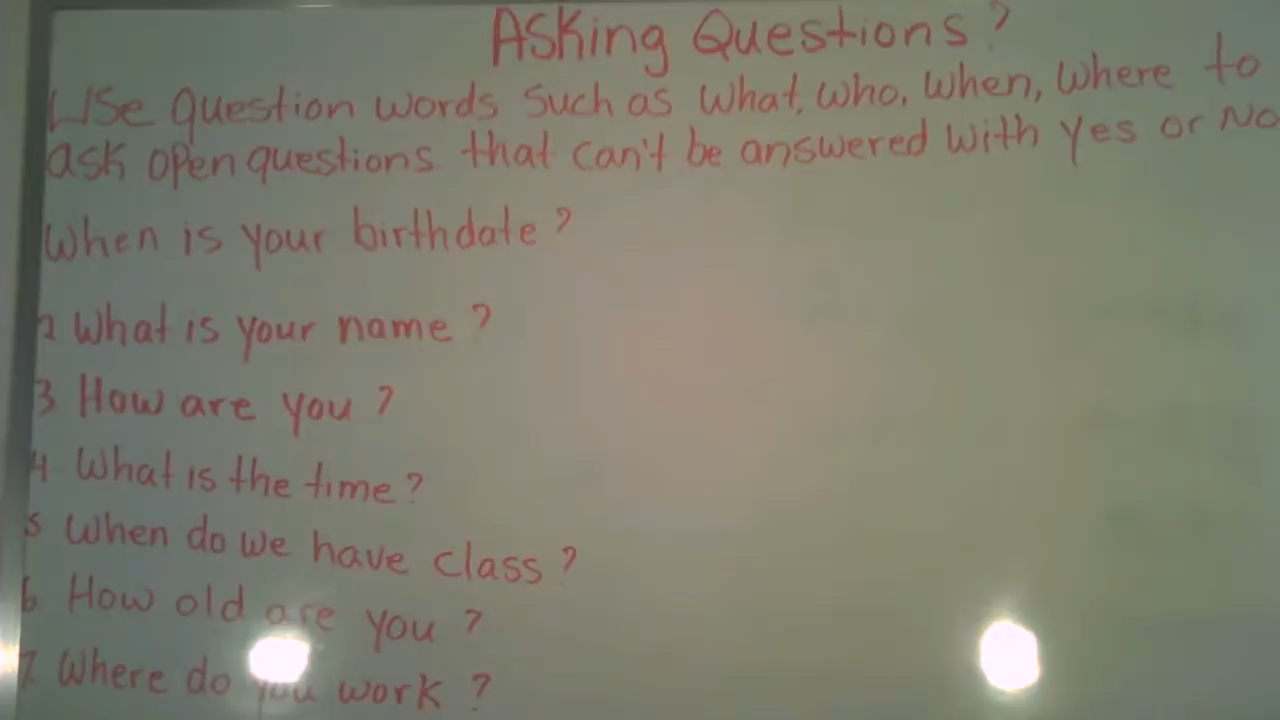 Asking Questions?
Use question words such as what, who, when, where to
ask open questions that can't be answered with yes or No
When is your birthdate?
2 What is your name?
3 How are you?
4 What is the time?
5 When do we have class?
6 How old are you?
7. Where do you work?